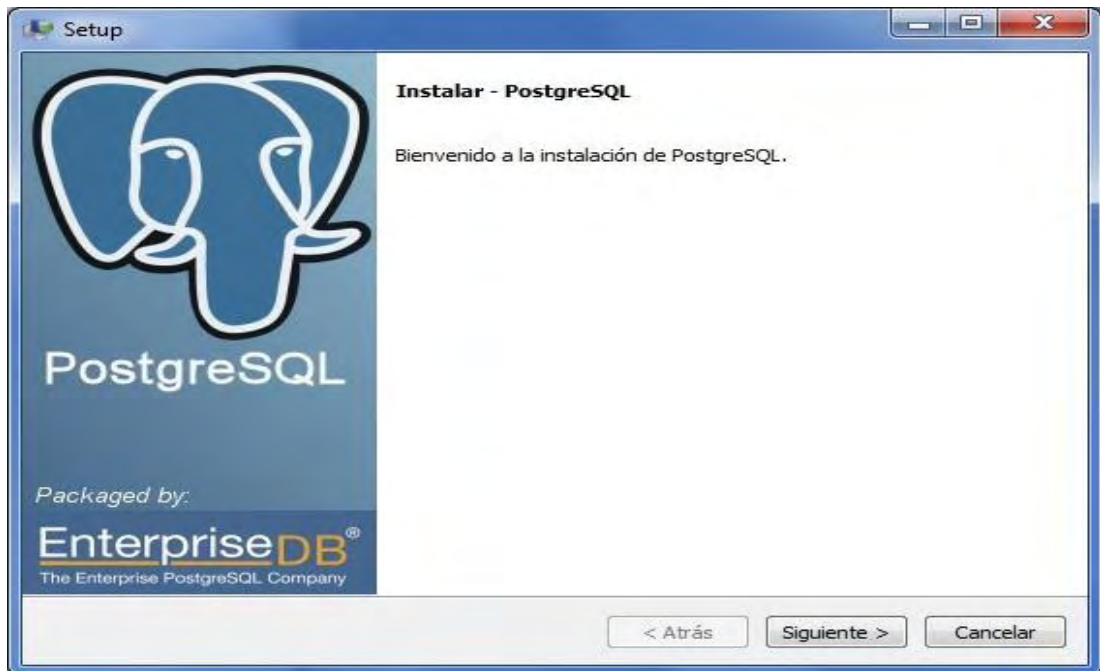 Setup
Instalar - PostgreSQL
Bienvenido a la instalación de PostgreSQL.
PostgreSQL
Packaged by:
EnterpriseDB®
The Enterprise PostgreSQL Company
< Atrás
Siguiente >
Cancelar